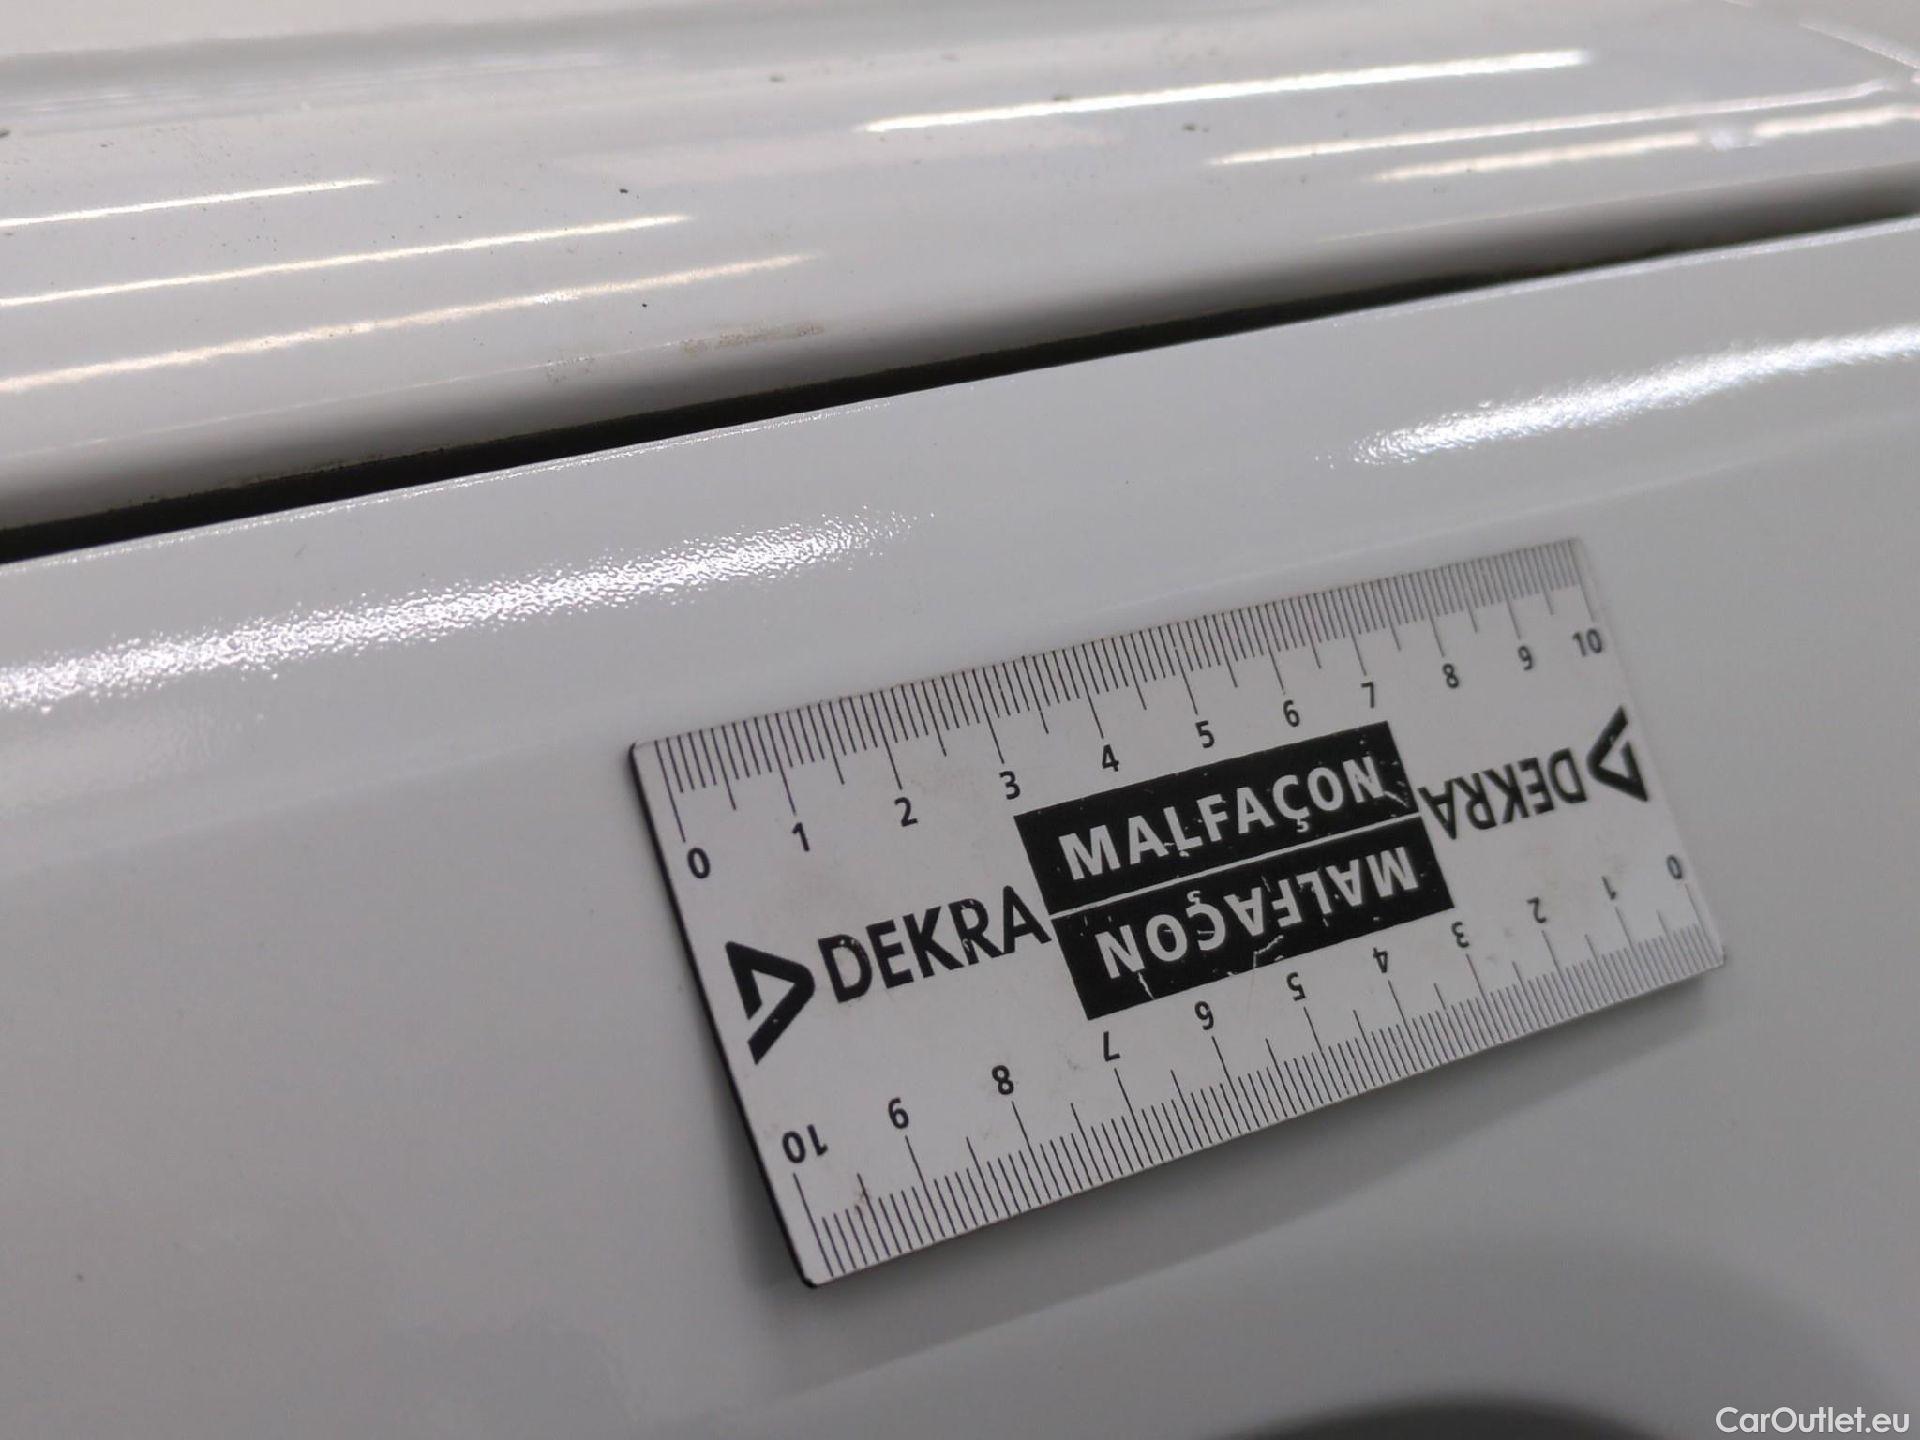 0 1 2 3 4 5 6 7 8 9 10
DEKRA MALFAÇON
MALFAÇON DEKRA
10 9 8 7 6 5 4 3 2 1 0
CarOutlet.eu